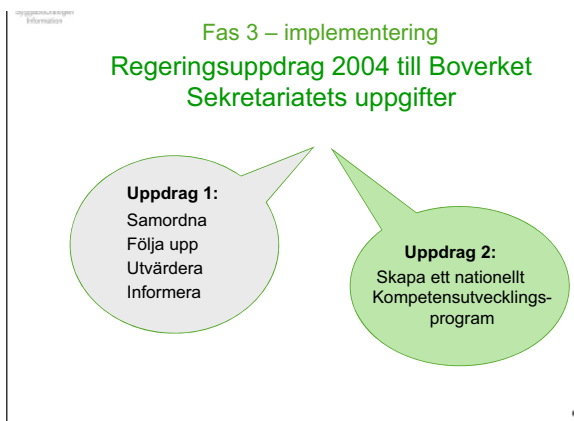 Information
Fas 3 – implementering
Regeringsuppdrag 2004 till Boverket
Sekretariatets uppgifter
Uppdrag 1:
Samordna
Följa upp
Utvärdera
Informera
Uppdrag 2:
Skapa ett nationellt
Kompetensutvecklings-
program